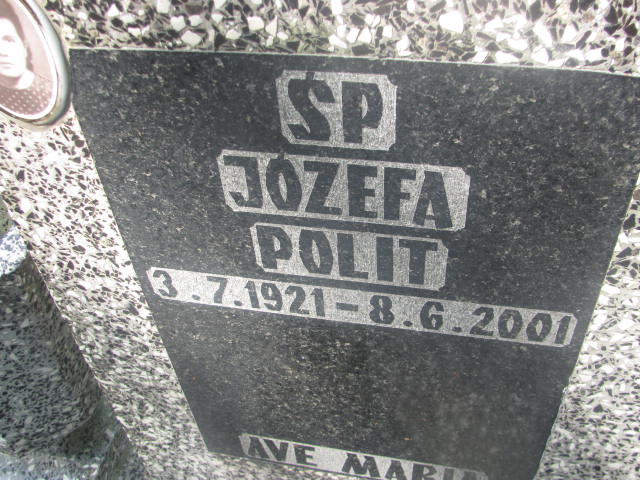 ŚP
JÓZEFA
POLIT
3.7.1921-8.6.2001
AVE MARIA